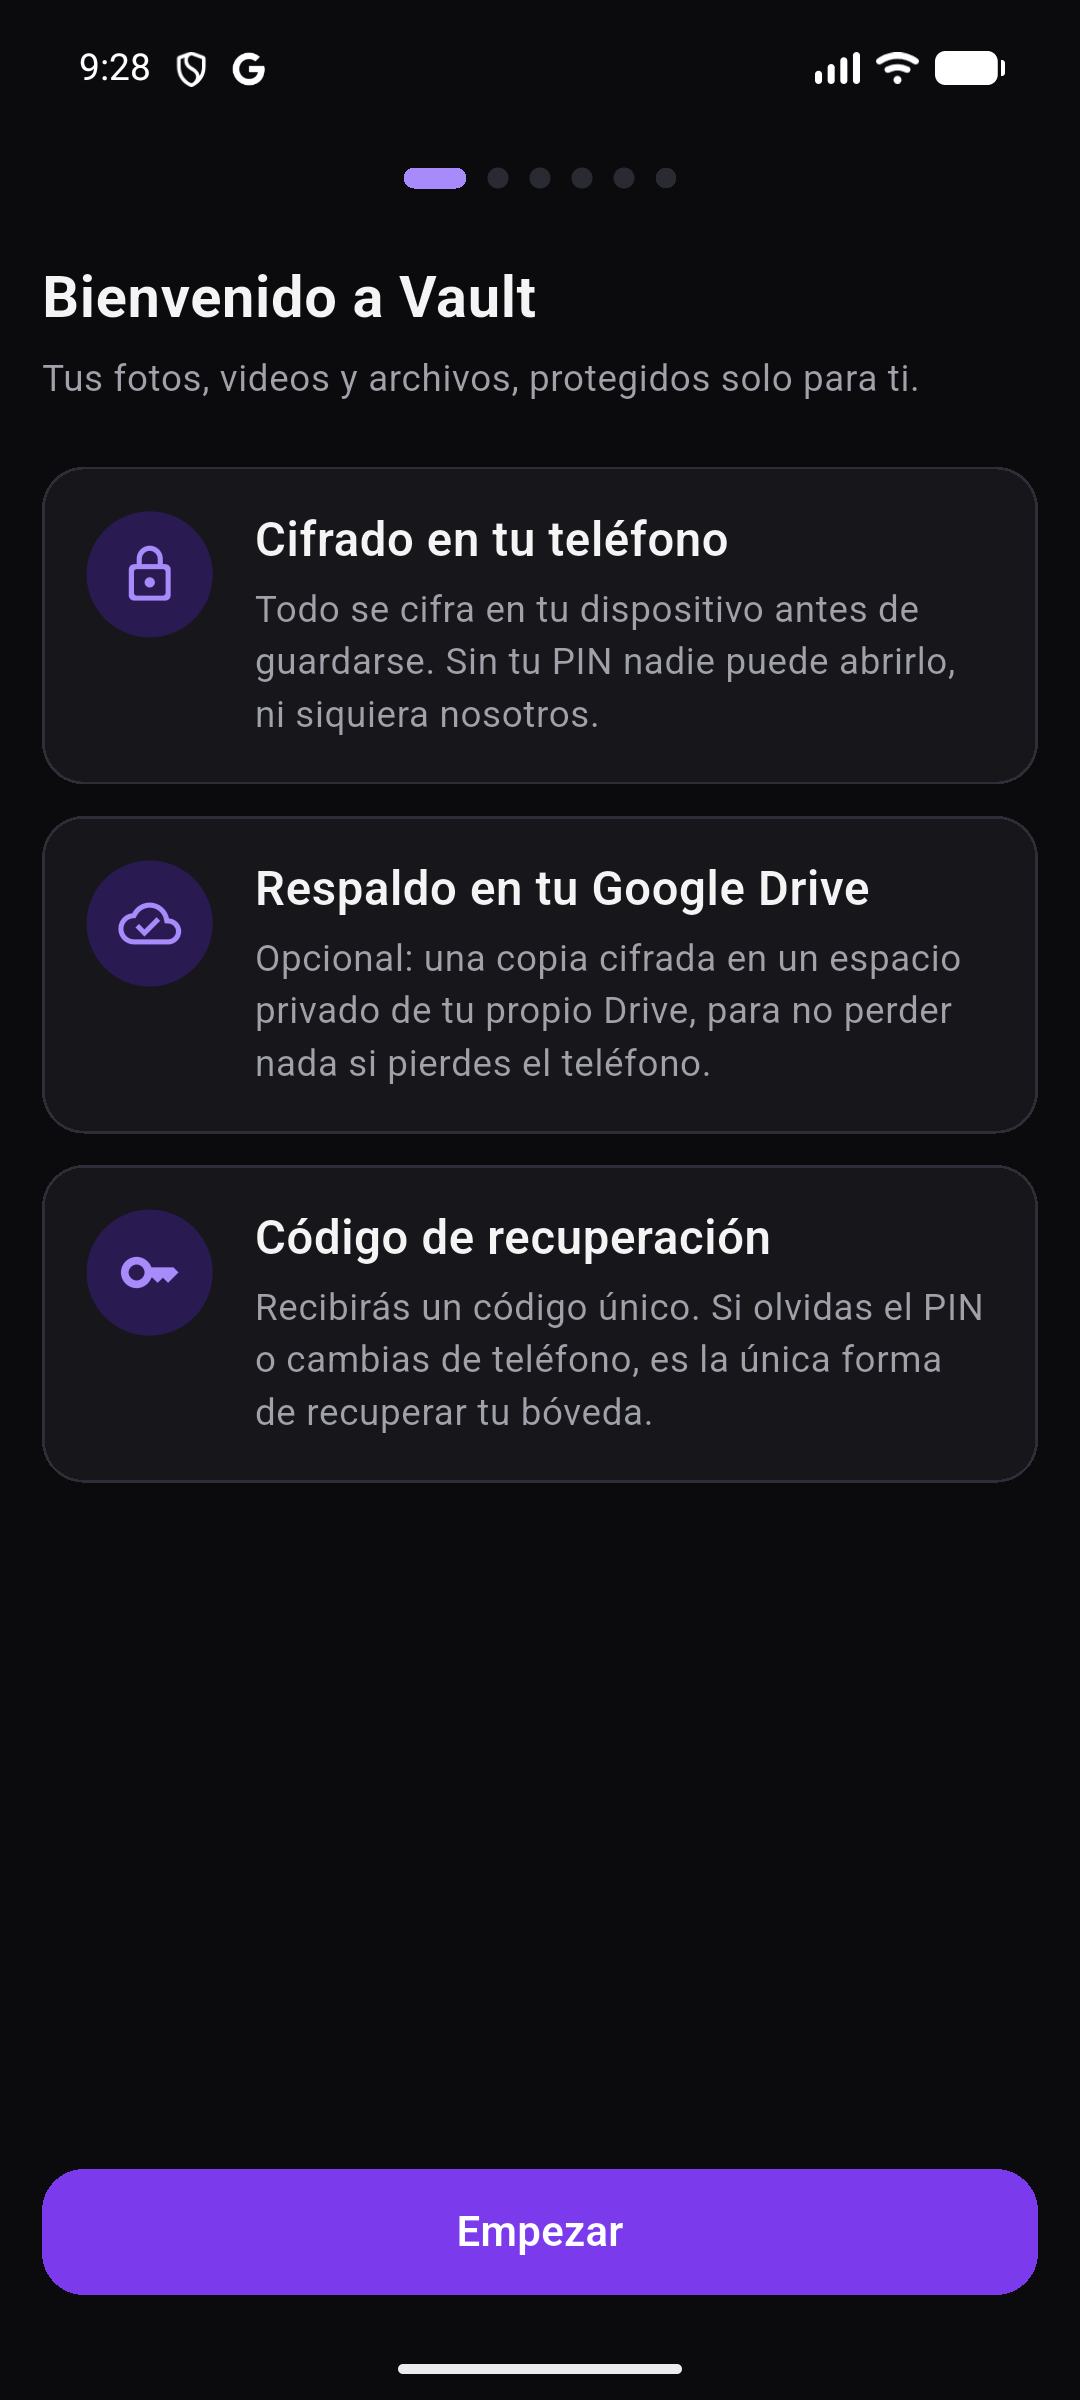 9:28
Bienvenido a Vault
Tus fotos, videos y archivos, protegidos solo para ti.
Cifrado en tu teléfono
Todo se cifra en tu dispositivo antes de
guardarse. Sin tu PIN nadie puede abrirlo,
ni siquiera nosotros.
Respaldo en tu Google Drive
Opcional: una copia cifrada en un espacio
privado de tu propio Drive, para no perder
nada si pierdes el teléfono.
Código de recuperación
Recibirás un código único. Si olvidas el PIN
o cambias de teléfono, es la única forma
de recuperar tu bóveda.
Empezar